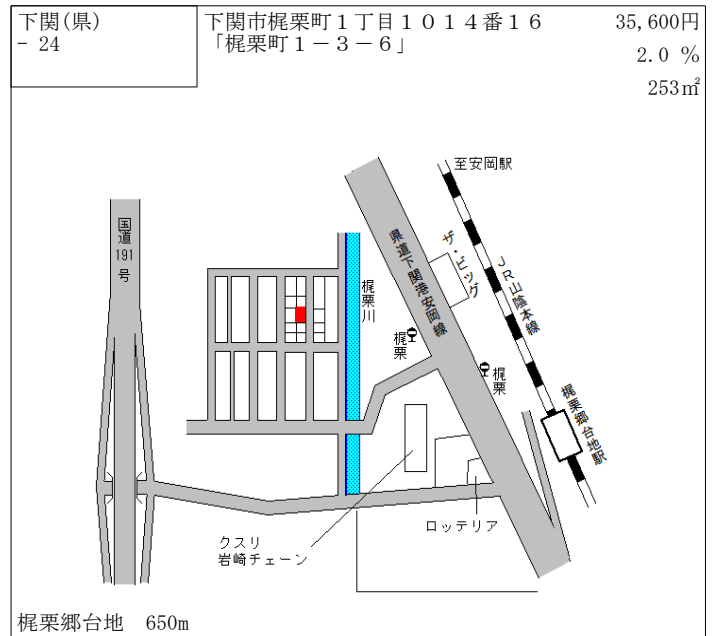 下関(県)
- 24
下関市梶栗町１丁目１０１４番１６
「梶栗町１－３－６」
35,600円
2.0 %
253㎡
至安岡駅
国道191号
梶栗川
県道下関港安岡線
ザ・ビッグ
ＪＲ山陰本線
梶栗
梶栗
梶栗郷台地駅
ロッテリア
クスリ
岩崎チェーン
梶栗郷台地　650m